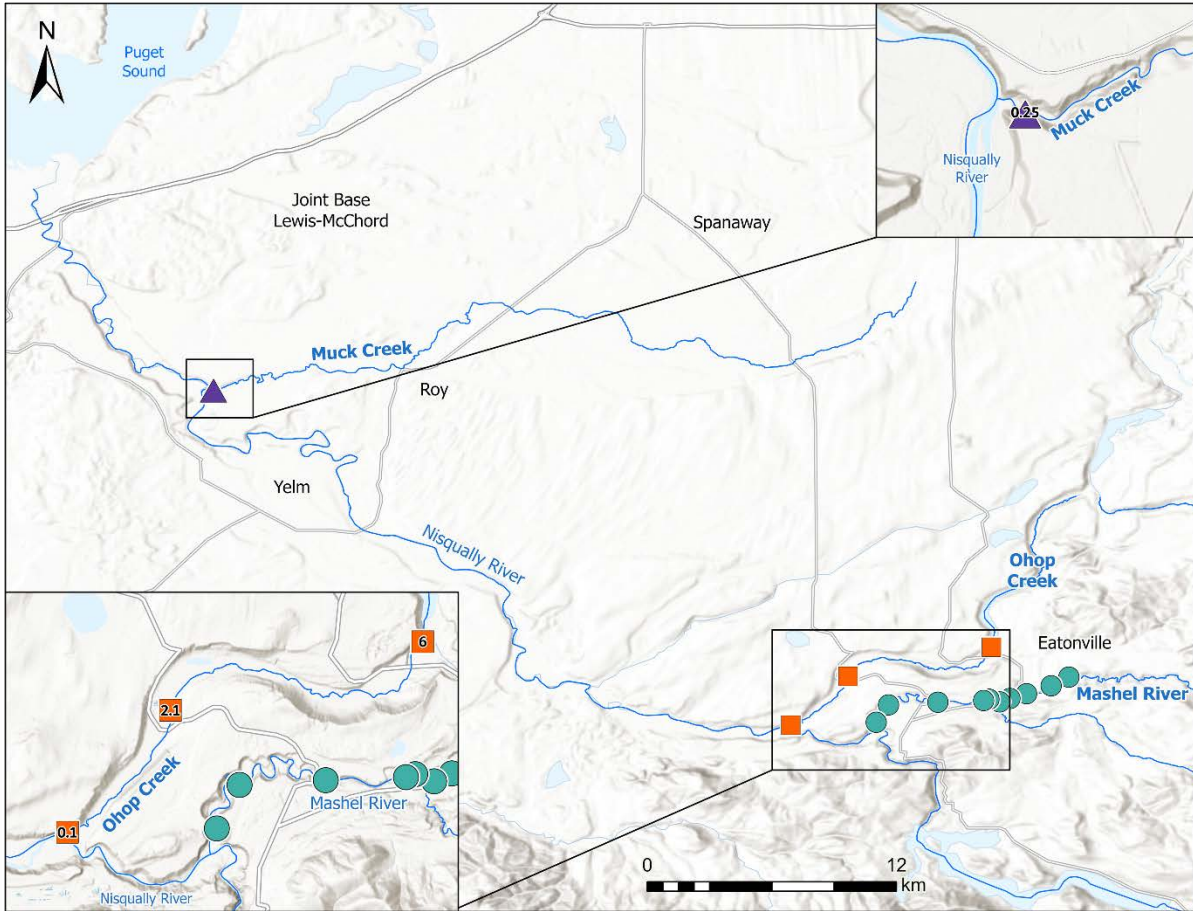 N
Puget
Sound
0.25
Muck Creek
Nisqually
River
Joint Base
Lewis-McChord
Spanaway
Muck Creek
Roy
Yelm
Nisqually River
Ohop
Creek
Eatonville
Mashel River
6
2.1
Ohop Creek
Mashel River
0.1
Nisqually River
0
12
km